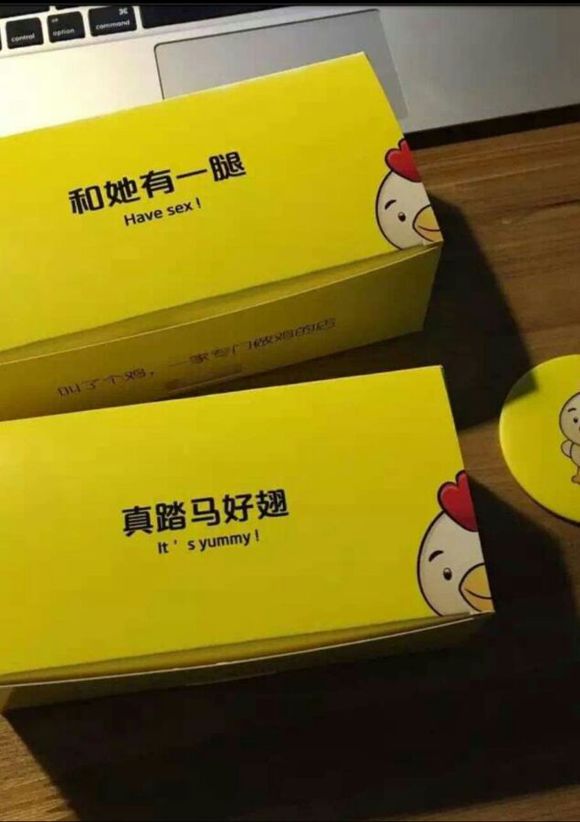 control
option
⌘
command
和她有一腿
Have sex !
叫了个鸡，一家专门做鸡的店
真踏马好翅
It ' s yummy !